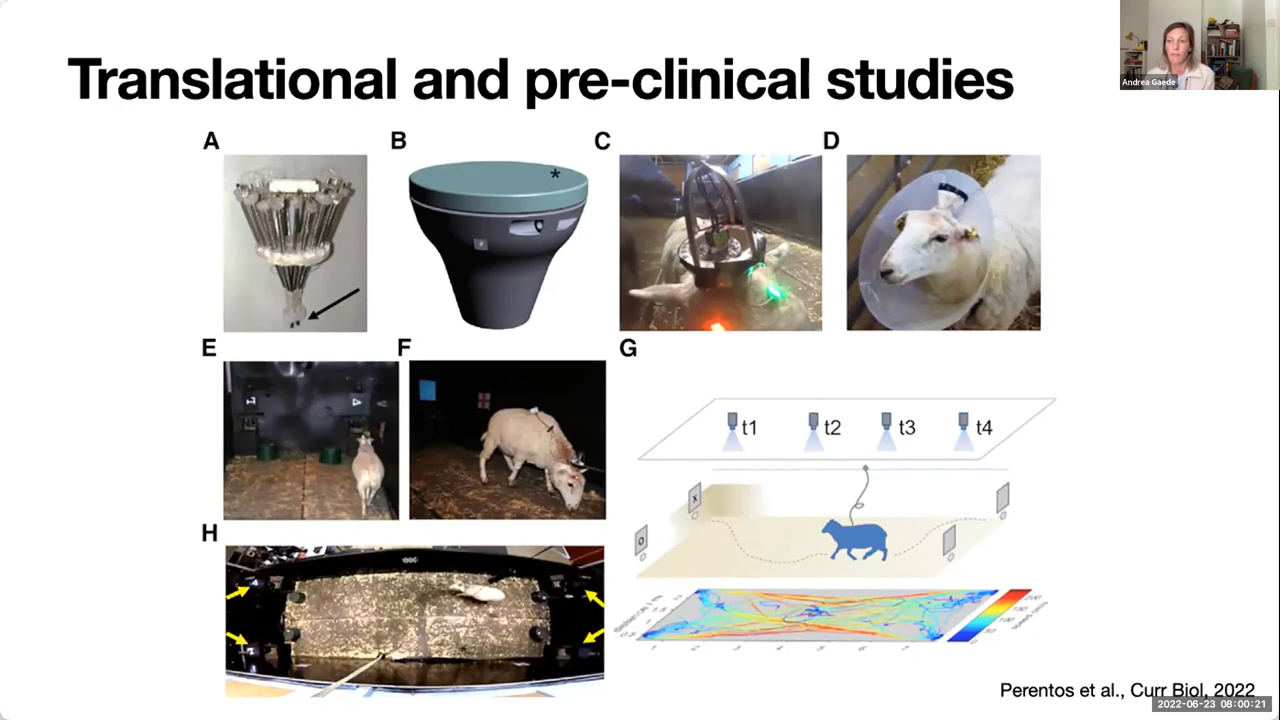 Translational and pre-clinical studies
Andrea Gaede
A
B
C
D
*
E
F
G
t1
t2
t3
t4
X
O
H
Perentos et al., Curr Biol, 2022
2022-06-23 08:00:21